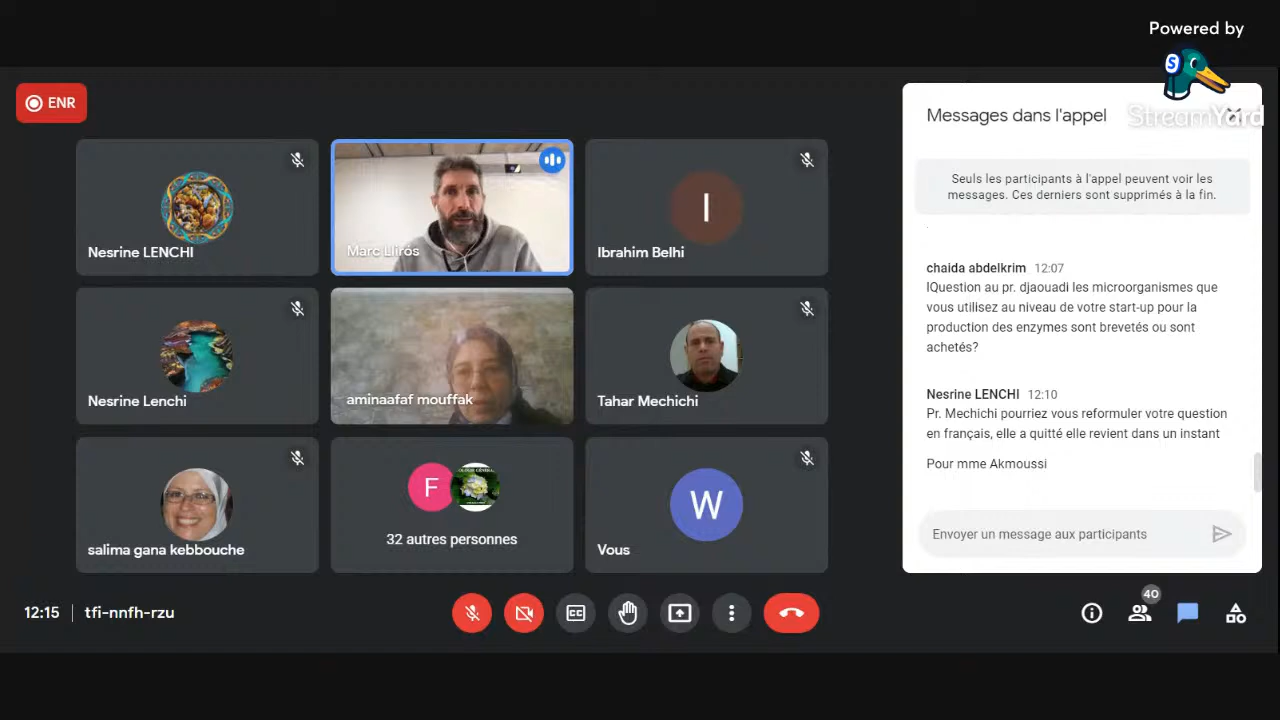 Powered by
StreamYard
ENR
Messages dans l'appel
Seuls les participants à l'appel peuvent voir les
messages. Ces derniers sont supprimés à la fin.
Nesrine LENCHI
Marc Llirós
I
Ibrahim Belhi
chaida abdelkrim 12:07
lQuestion au pr. djaouadi les microorganismes que
vous utilisez au niveau de votre start-up pour la
production des enzymes sont brevetés ou sont
achetés?
Nesrine Lenchi
aminaafaf mouffak
Tahar Mechichi
Nesrine LENCHI 12:10
Pr. Mechichi pourriez vous reformuler votre question
en français, elle a quitté elle revient dans un instant
Pour mme Akmoussi
salima gana kebbouche
F
32 autres personnes
W
Vous
Envoyer un message aux participants
12:15 | tfi-nnfh-rzu
CC
40